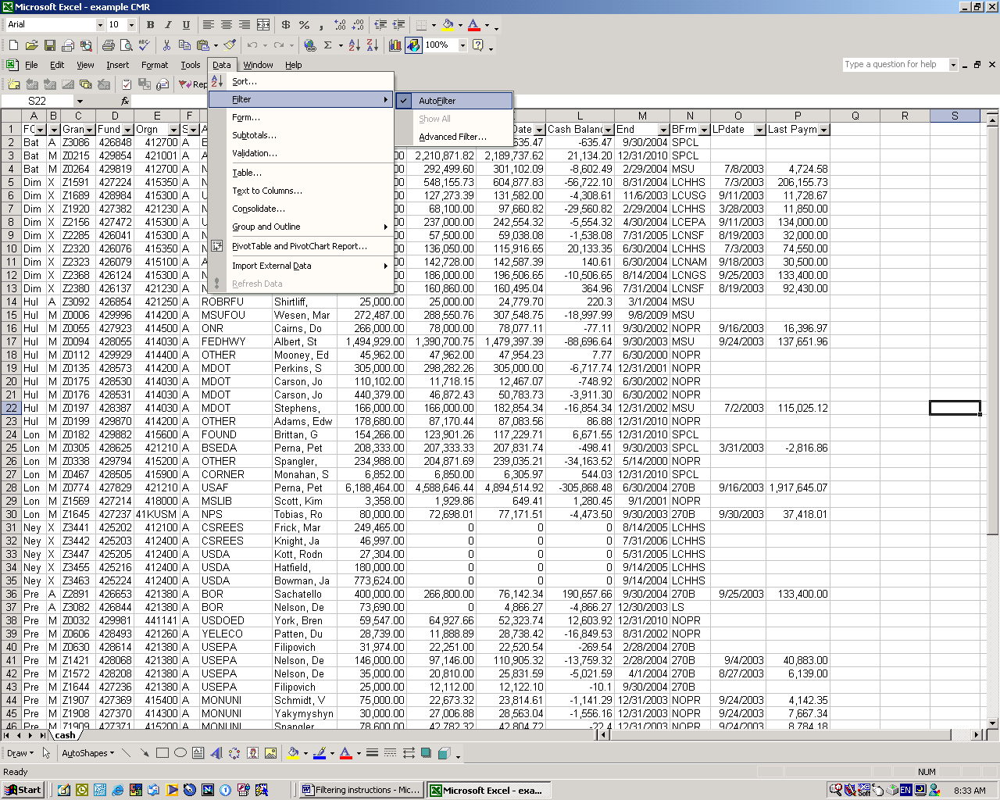 Microsoft Excel - example CMR
Arial 10 B I U $ % ,
100%
File Edit View Insert Format Tools Data Window Help Type a question for help
Rep
S22 fx
Sort...
Filter
Form...
Subtotals...
Validation...
Table...
Text to Columns...
Consolidate...
Group and Outline
PivotTable and PivotChart Report...
Import External Data
Refresh Data
AutoFilter
Show All
Advanced Filter...
A B C D E F L M N O P Q R S
1 Gran Fund Orgn S A Date Cash Balanc End BFrm LPdate Last Paym
2 Bat A Z3086 426848 412700 A 635.47 -635.47 9/30/2004 SPCL
3 Bat M Z0215 429854 421001 A 2,210,871.82 2,189,737.62 21,134.20 12/31/2010 SPCL
4 Bat M Z0264 429819 412700 A N 292,499.60 301,102.09 -8,602.49 2/29/2004 MSU 7/8/2003 4,724.58
5 Dim X Z1591 427224 415350 A N 548,155.73 604,877.83 -56,722.10 8/31/2004 LCHHS 7/3/2003 206,155.73
6 Dim X Z1689 428984 415300 A U 127,273.39 131,582.00 -4,308.61 11/6/2003 LCUSG 9/11/2003 11,728.67
7 Dim X Z1920 427382 421230 A N 68,100.00 97,660.82 -29,560.82 2/29/2004 LCHHS 3/28/2003 11,850.00
8 Dim X Z2156 427472 415300 A U 237,000.00 242,554.32 -5,554.32 4/30/2004 LCEPA 9/11/2003 134,000.00
9 Dim X Z2285 426041 415300 A N 57,500.00 59,038.08 -1,538.08 7/31/2005 LCNSF 8/19/2003 32,000.00
10 Dim X Z2320 426076 415350 A N 136,050.00 115,916.65 20,133.35 6/30/2004 LCHHS 7/3/2003 74,550.00
11 Dim X Z2323 426079 415100 A N 142,728.00 142,587.39 140.61 6/30/2004 LCNAM 9/18/2003 30,500.00
12 Dim X Z2368 426124 415300 A N 186,000.00 196,506.65 -10,506.65 8/14/2004 LCNGS 9/25/2003 133,400.00
13 Dim X Z2380 426137 421230 A N 160,860.00 160,495.04 364.96 7/31/2004 LCNSF 8/19/2003 92,430.00
14 Hul A Z3092 426854 421250 A ROBRFU Shirtliff, 25,000.00 25,000.00 24,779.70 220.3 3/1/2004 MSU
15 Hul M Z0006 429996 414200 A MSUFOU Wesen, Mar 272,487.00 288,550.76 307,548.75 -18,997.99 9/8/2009 MSU
16 Hul M Z0055 427923 414500 A ONR Cairns, Do 266,000.00 78,000.00 78,077.11 -77.11 9/30/2002 NOPR 9/16/2003 16,396.97
17 Hul M Z0094 428055 414030 A FEDHWY Albert, St 1,494,929.00 1,390,700.75 1,479,397.39 -88,696.64 9/30/2003 MSU 9/24/2003 137,651.96
18 Hul M Z0112 429929 414400 A OTHER Mooney, Ed 45,962.00 47,962.00 47,954.23 7.77 6/30/2000 NOPR
19 Hul M Z0135 428573 414200 A MDOT Perkins, S 305,000.00 298,282.26 305,000.00 -6,717.74 12/31/2001 NOPR
20 Hul M Z0175 428530 414030 A MDOT Carson, Jo 110,102.00 11,718.15 12,467.07 -748.92 6/30/2002 NOPR
21 Hul M Z0176 428531 414030 A MDOT Carson, Jo 440,379.00 46,872.43 50,783.73 -3,911.30 6/30/2002 NOPR
22 Hul M Z0197 428387 414030 A MDOT Stephens, 166,000.00 166,000.00 182,854.34 -16,854.34 12/31/2002 MSU 7/2/2003 115,025.12
23 Hul M Z0199 429870 414200 A OTHER Adams, Edw 178,680.00 87,170.44 87,083.56 86.88 12/31/2010 NOPR
24 Lon M Z0182 429882 415600 A FOUND Brittan, G 154,266.00 123,901.26 117,229.71 6,671.55 12/31/2010 SPCL
25 Lon M Z0305 428625 421210 A BSEDA Perna, Pet 208,333.00 207,333.33 207,831.74 -498.41 9/30/2003 SPCL 3/31/2003 -2,816.86
26 Lon M Z0338 429794 415200 A OTHER Spangler, 234,988.00 204,871.69 239,035.21 -34,163.52 5/14/2000 NOPR
27 Lon M Z0467 428505 415900 A CORNER Monahan, S 6,852.00 6,850.00 6,305.97 544.03 12/31/2010 SPCL
28 Lon M Z0774 427829 421210 A USAF Perna, Pet 6,188,464.00 4,588,646.44 4,894,514.92 -305,868.48 6/30/2004 270B 9/16/2003 1,917,645.07
29 Lon M Z1569 427214 418000 A MSLIB Scott, Kim 3,358.00 1,929.86 649.41 1,280.45 9/1/2001 NOPR
30 Lon M Z1645 427237 41KUSM A NPS Tobias, Ro 80,000.00 72,698.01 77,171.51 -4,473.50 9/30/2003 270B 9/30/2003 37,418.01
31 Ney X Z3441 425202 412100 A CSREES Frick, Mar 249,465.00 0 0 0 8/14/2005 LCHHS
32 Ney X Z3442 425203 412400 A CSREES Knight, Ja 46,997.00 0 0 0 7/31/2006 LCHHS
33 Ney X Z3447 425205 412400 A USDA Kott, Rodn 27,304.00 0 0 0 5/31/2005 LCHHS
34 Ney X Z3455 425216 412400 A USDA Hatfield, 180,000.00 0 0 0 9/14/2005 LCHHS
35 Ney X Z3463 425224 412400 A USDA Bowman, Ja 773,624.00 0 0 0 9/14/2004 LCHHS
36 Pre A Z2891 426653 421380 A BOR Sachatello 400,000.00 266,800.00 76,142.34 190,657.66 9/30/2004 270B 9/25/2003 133,400.00
37 Pre A Z3082 426844 421380 A BOR Nelson, De 73,690.00 0 4,866.27 -4,866.27 12/30/2003 LS
38 Pre M Z0032 429981 441141 A USDOED York, Bren 59,547.00 64,927.66 52,323.74 12,603.92 12/31/2010 NOPR
39 Pre M Z0606 428493 421260 A YELECO Patten, Du 28,739.00 11,888.89 28,738.42 -16,849.53 8/31/2002 NOPR
40 Pre M Z0630 428614 421380 A USEPA Filipovich 31,974.00 22,251.00 22,520.54 -269.54 2/28/2004 270B
41 Pre M Z1421 428068 421380 A USEPA Nelson, De 146,000.00 97,146.00 110,905.32 -13,759.32 2/28/2004 270B 9/4/2003 40,883.00
42 Pre M Z1572 428208 421380 A USEPA Nelson, De 35,000.00 20,810.00 25,831.59 -5,021.59 4/1/2004 270B 8/27/2003 6,139.00
43 Pre M Z1644 427236 421380 A USEPA Filipovich 25,000.00 12,112.00 12,122.10 -10.1 9/30/2004 270B
44 Pre M Z1907 427369 415400 A MONUNI Schmidt, V 75,000.00 22,673.32 23,814.61 -1,141.29 12/31/2003 NOPR 9/24/2003 4,142.35
45 Pre M Z1908 427370 414300 A MONUNI Yakymyshyn 30,000.00 27,006.88 28,563.04 -1,556.16 12/31/2003 NOPR 9/24/2003 7,667.34
46 Pre M Z1909 427371 415200 A MONUNI Spangler 78,600.00 42,782.32 42,804.72 -22.4 12/31/2003 NOPR 9/24/2003 8,784.18
cash
Draw AutoShapes
Ready NUM
Start Filtering instructions - Mic... Microsoft Excel - exa... EN 8:33 AM